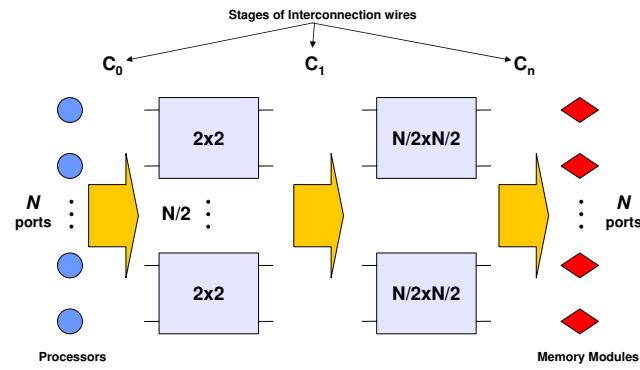 Stages of Interconnection wires
C0
C1
Cn
2x2
N/2xN/2
N
ports
N/2
N
ports
2x2
N/2xN/2
Processors
Memory Modules